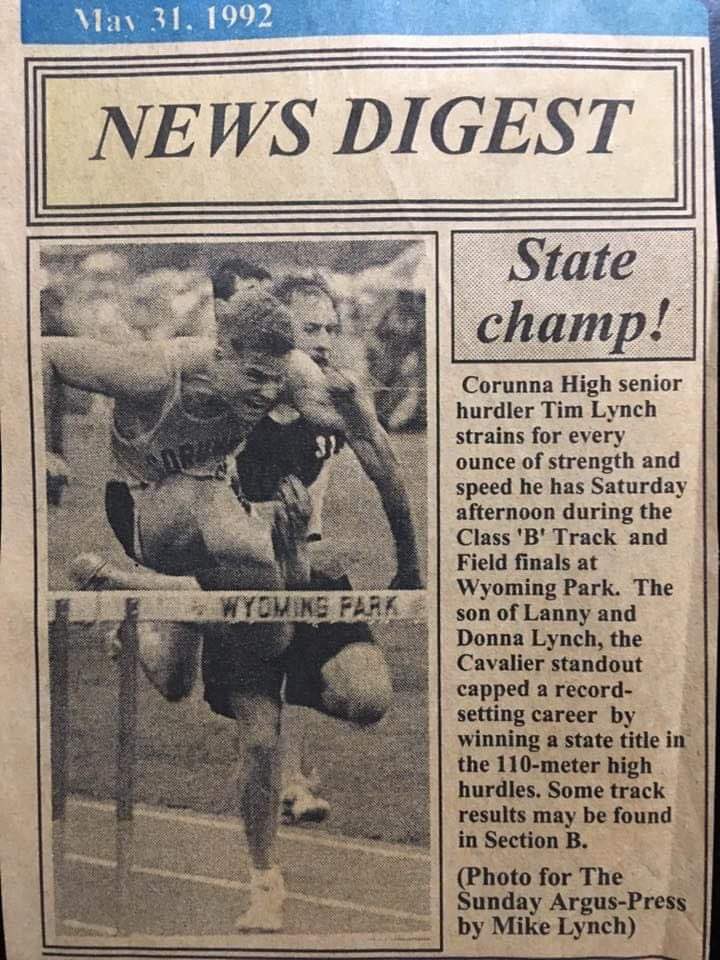 May 31, 1992
NEWS DIGEST
State
champ!
Corunna High senior
hurdler Tim Lynch
strains for every
ounce of strength and
speed he has Saturday
afternoon during the
Class 'B' Track and
Field finals at
Wyoming Park. The
son of Lanny and
Donna Lynch, the
Cavalier standout
capped a record-
setting career by
winning a state title in
the 110-meter high
hurdles. Some track
results may be found
in Section B.
(Photo for The
Sunday Argus-Press
by Mike Lynch)
31
WYOMING PARK